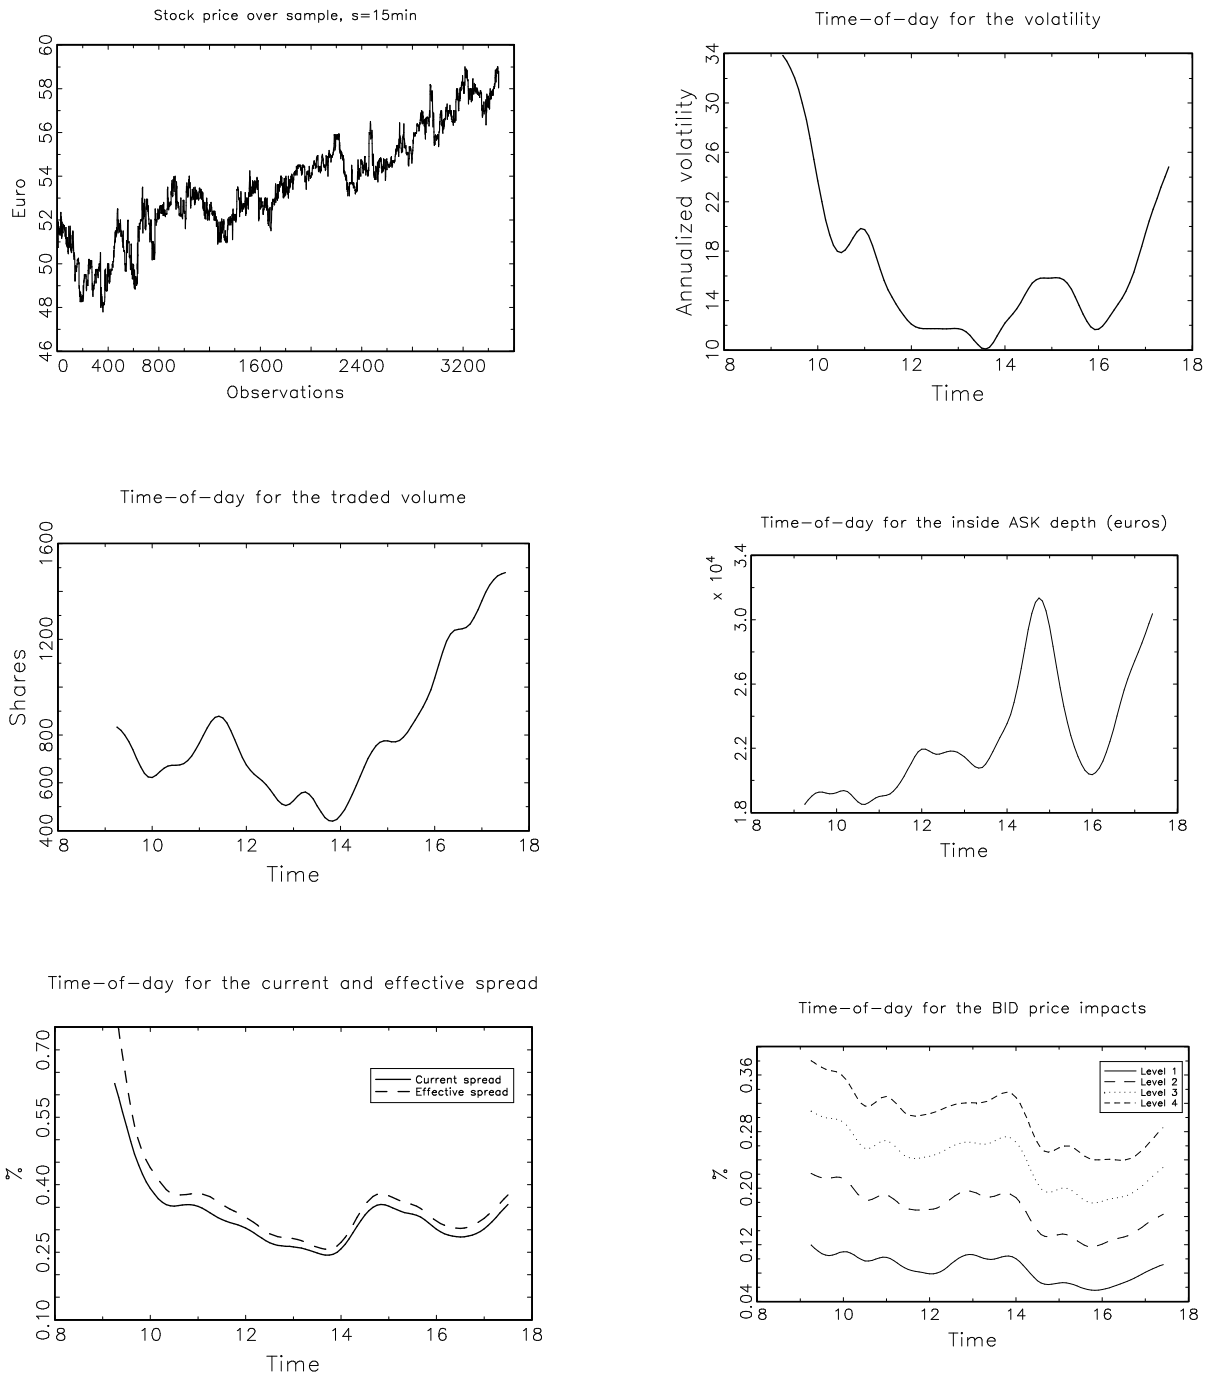 Stock price over sample, s=15min
60
58
56
54
52
50
48
46
Euro
0 400 800 1600 2400 3200
Observations
Time-of-day for the volatility
34
30
26
22
18
14
10
Annualized volatility
8 10 12 14 16 18
Time
Time-of-day for the traded volume
1600
1200
800
600
400
Shares
8 10 12 14 16 18
Time
Time-of-day for the inside ASK depth (euros)
x 10⁴
3.4
3.0
2.6
2.2
1.8
8 10 12 14 16 18
Time
Time-of-day for the current and effective spread
0.70
0.55
0.40
0.25
0.10
%
Current spread
Effective spread
8 10 12 14 16 18
Time
Time-of-day for the BID price impacts
0.36
0.28
0.20
0.12
0.04
%
Level 1
Level 2
Level 3
Level 4
8 10 12 14 16 18
Time